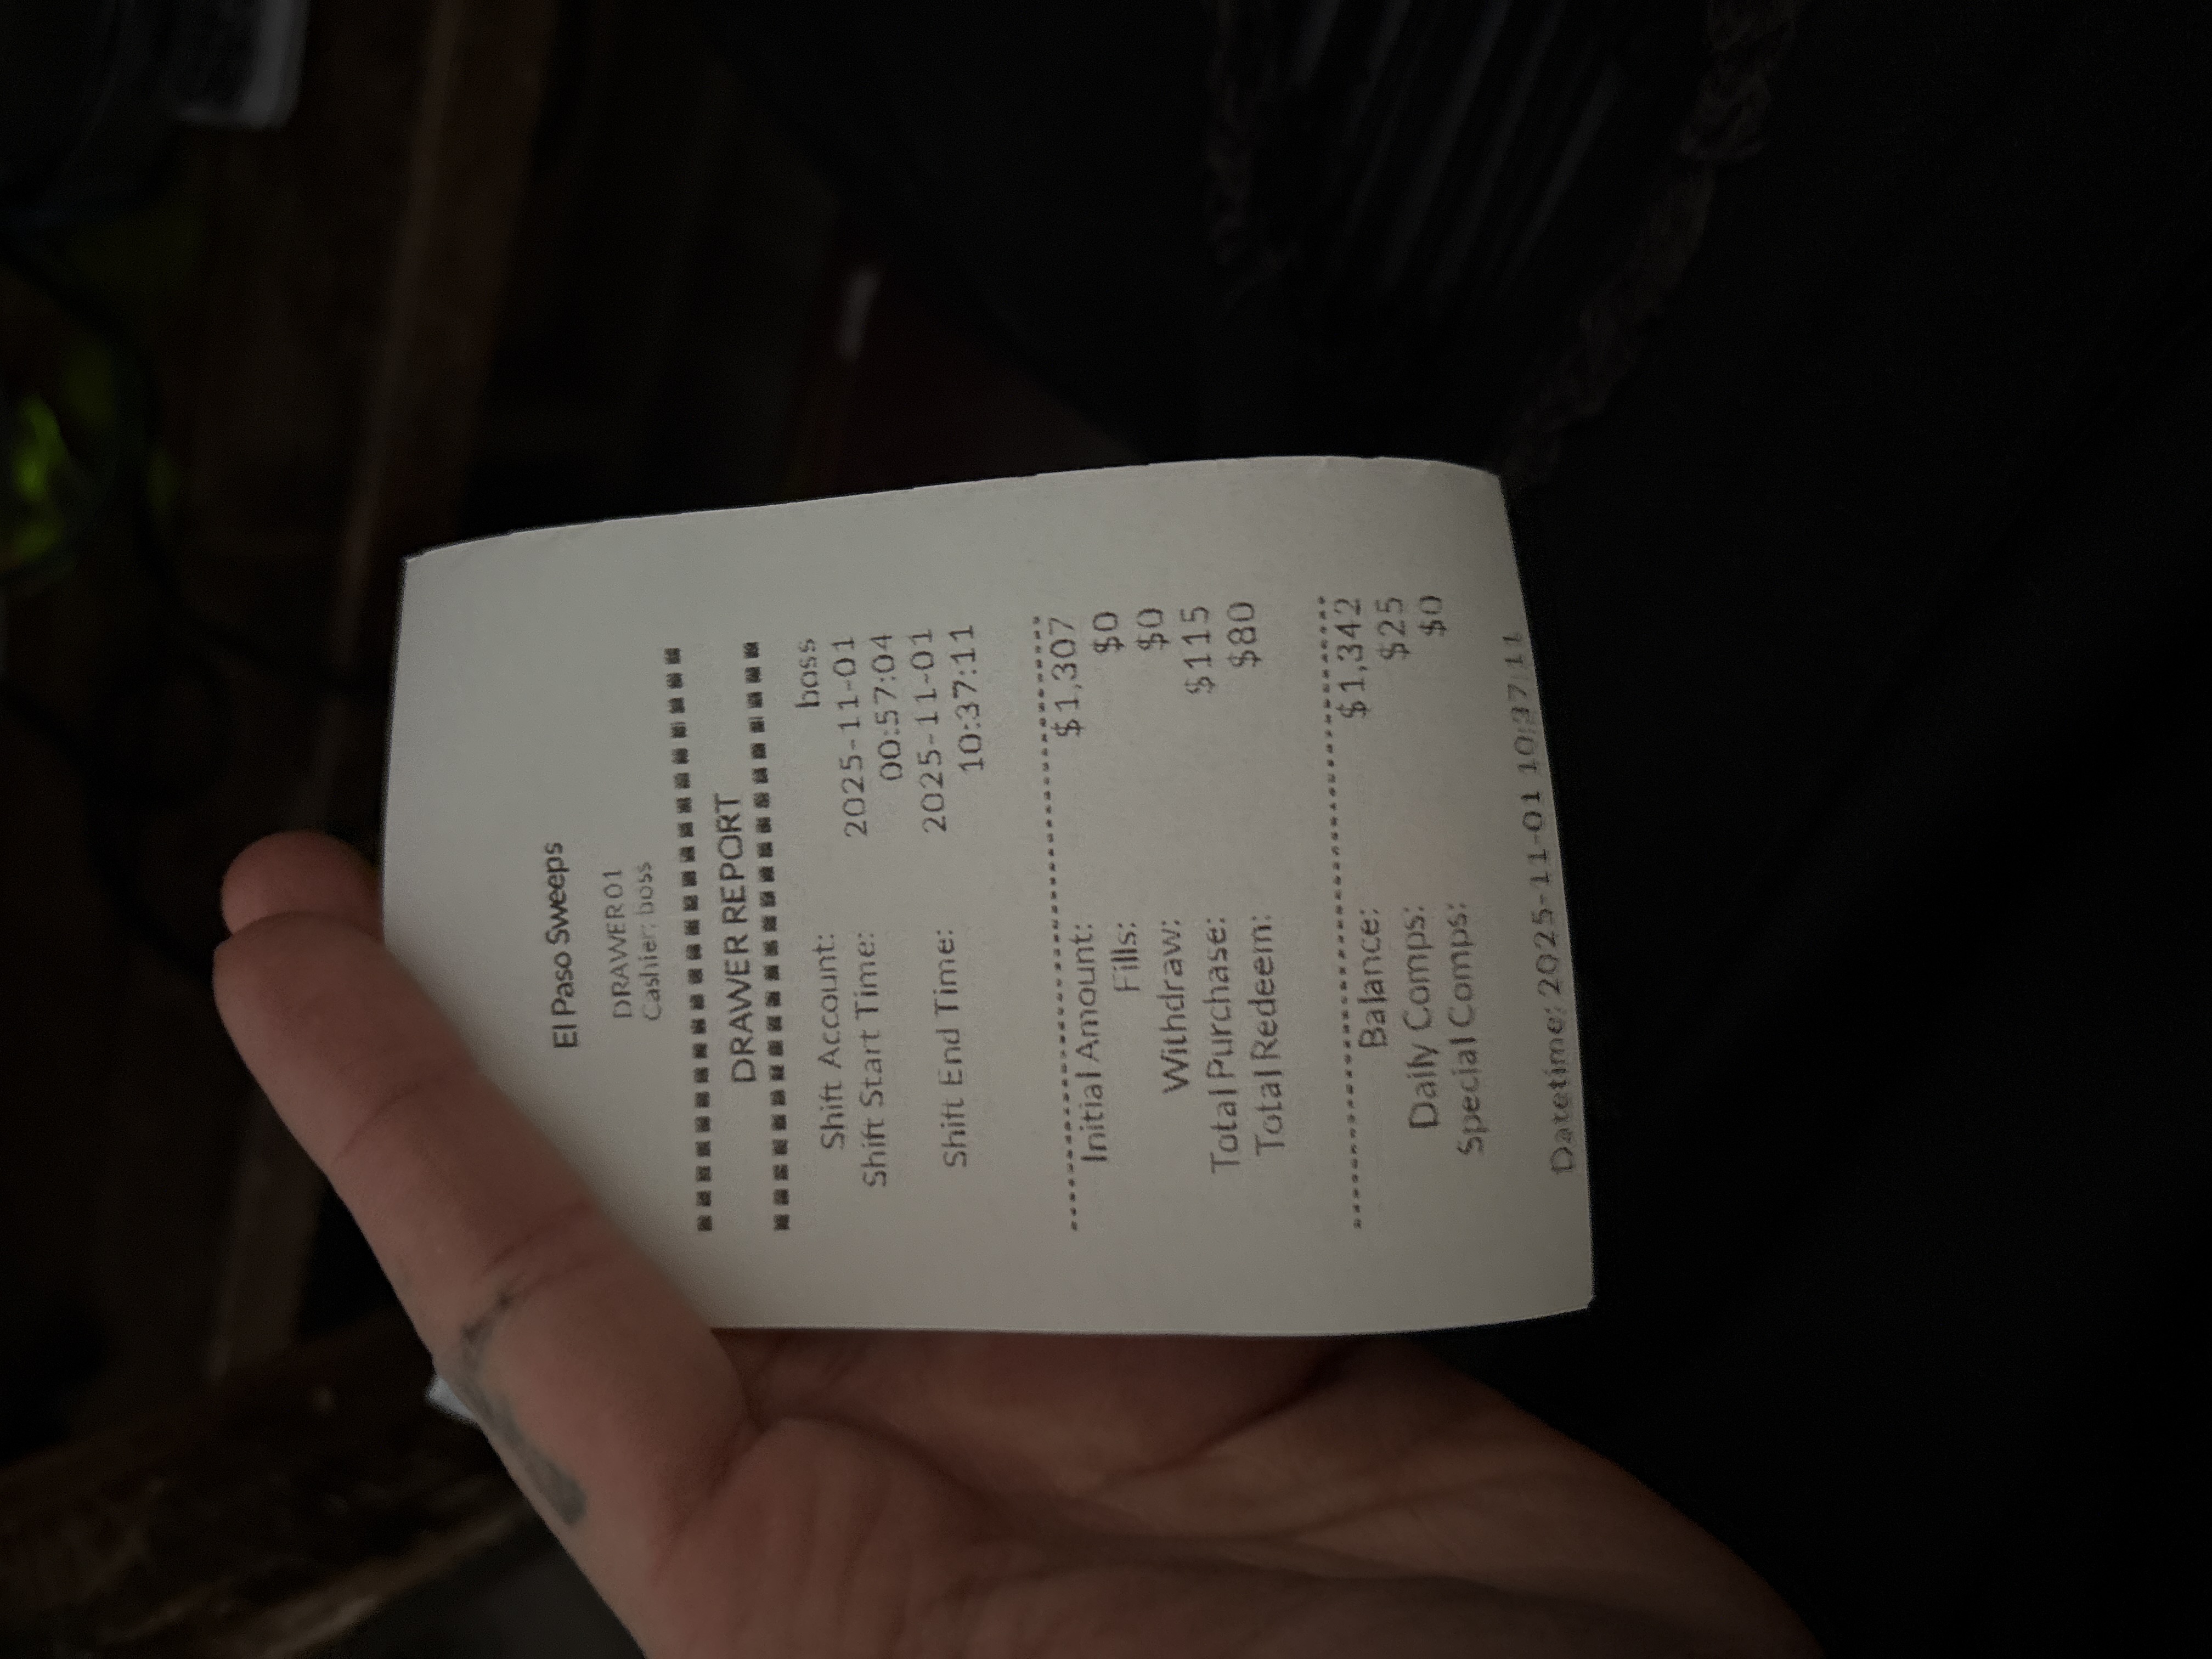 El Paso Sweeps
DRAWER01
Cashier: boss
DRAWER REPORT
Shift Account: boss
Shift Start Time: 2025-11-01
00:57:04
Shift End Time: 2025-11-01
10:37:11
Initial Amount: $1,307
Fills: $0
Withdraw: $0
Total Purchase: $115
Total Redeem: $80
Balance: $1,342
Daily Comps: $25
Special Comps: $0
Datetime: 2025-11-01 10:37:11